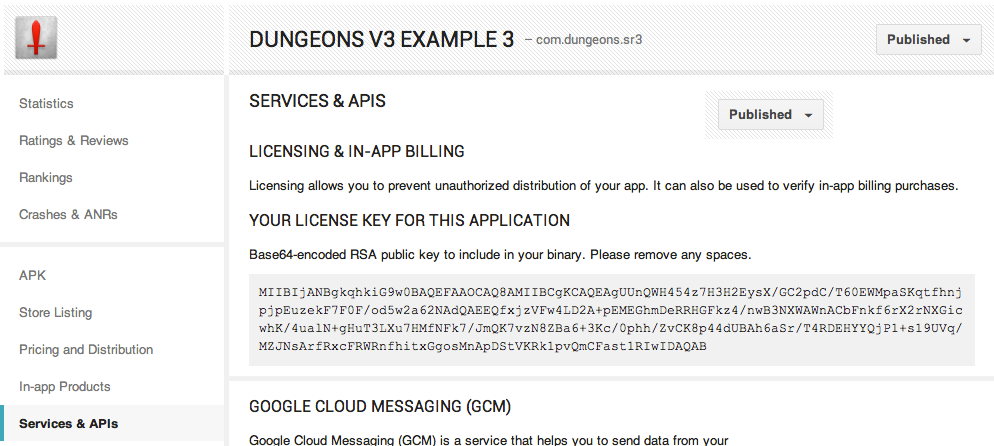 DUNGEONS V3 EXAMPLE 3 – com.dungeons.sr3
Published
Statistics
Ratings & Reviews
Rankings
Crashes & ANRs
APK
Store Listing
Pricing and Distribution
In-app Products
Services & APIs
SERVICES & APIS
Published
LICENSING & IN-APP BILLING
Licensing allows you to prevent unauthorized distribution of your app. It can also be used to verify in-app billing purchases.
YOUR LICENSE KEY FOR THIS APPLICATION
Base64-encoded RSA public key to include in your binary. Please remove any spaces.
MIIBIjANBgkqhkiG9w0BAQEFAAOCAQ8AMIIBCgKCAQEAgUUnQWH454z7H3H2EysX/GC2pdC/T60EWMpaSKqtfhnj
pjpEuzekF7F0F/od5w2a62NAdQAEEQfxjzVFw4LD2A+pEMEGhmDeRRHGFkz4/nwB3NXWAWnACbFnkf6rX2rNXGic
whK/4ualN+gHuT3LXu7HMfNFk7/JmQK7vzN8ZBa6+3Kc/0phh/ZvCK8p44dUBAh6aSr/T4RDEHYYQjP1+s19UVq/
MZJNsArfRxcFRWRnfhitxGgosMnApDStVKRk1pvQmCFast1RIwIDAQAB
GOOGLE CLOUD MESSAGING (GCM)
Google Cloud Messaging (GCM) is a service that helps you to send data from your